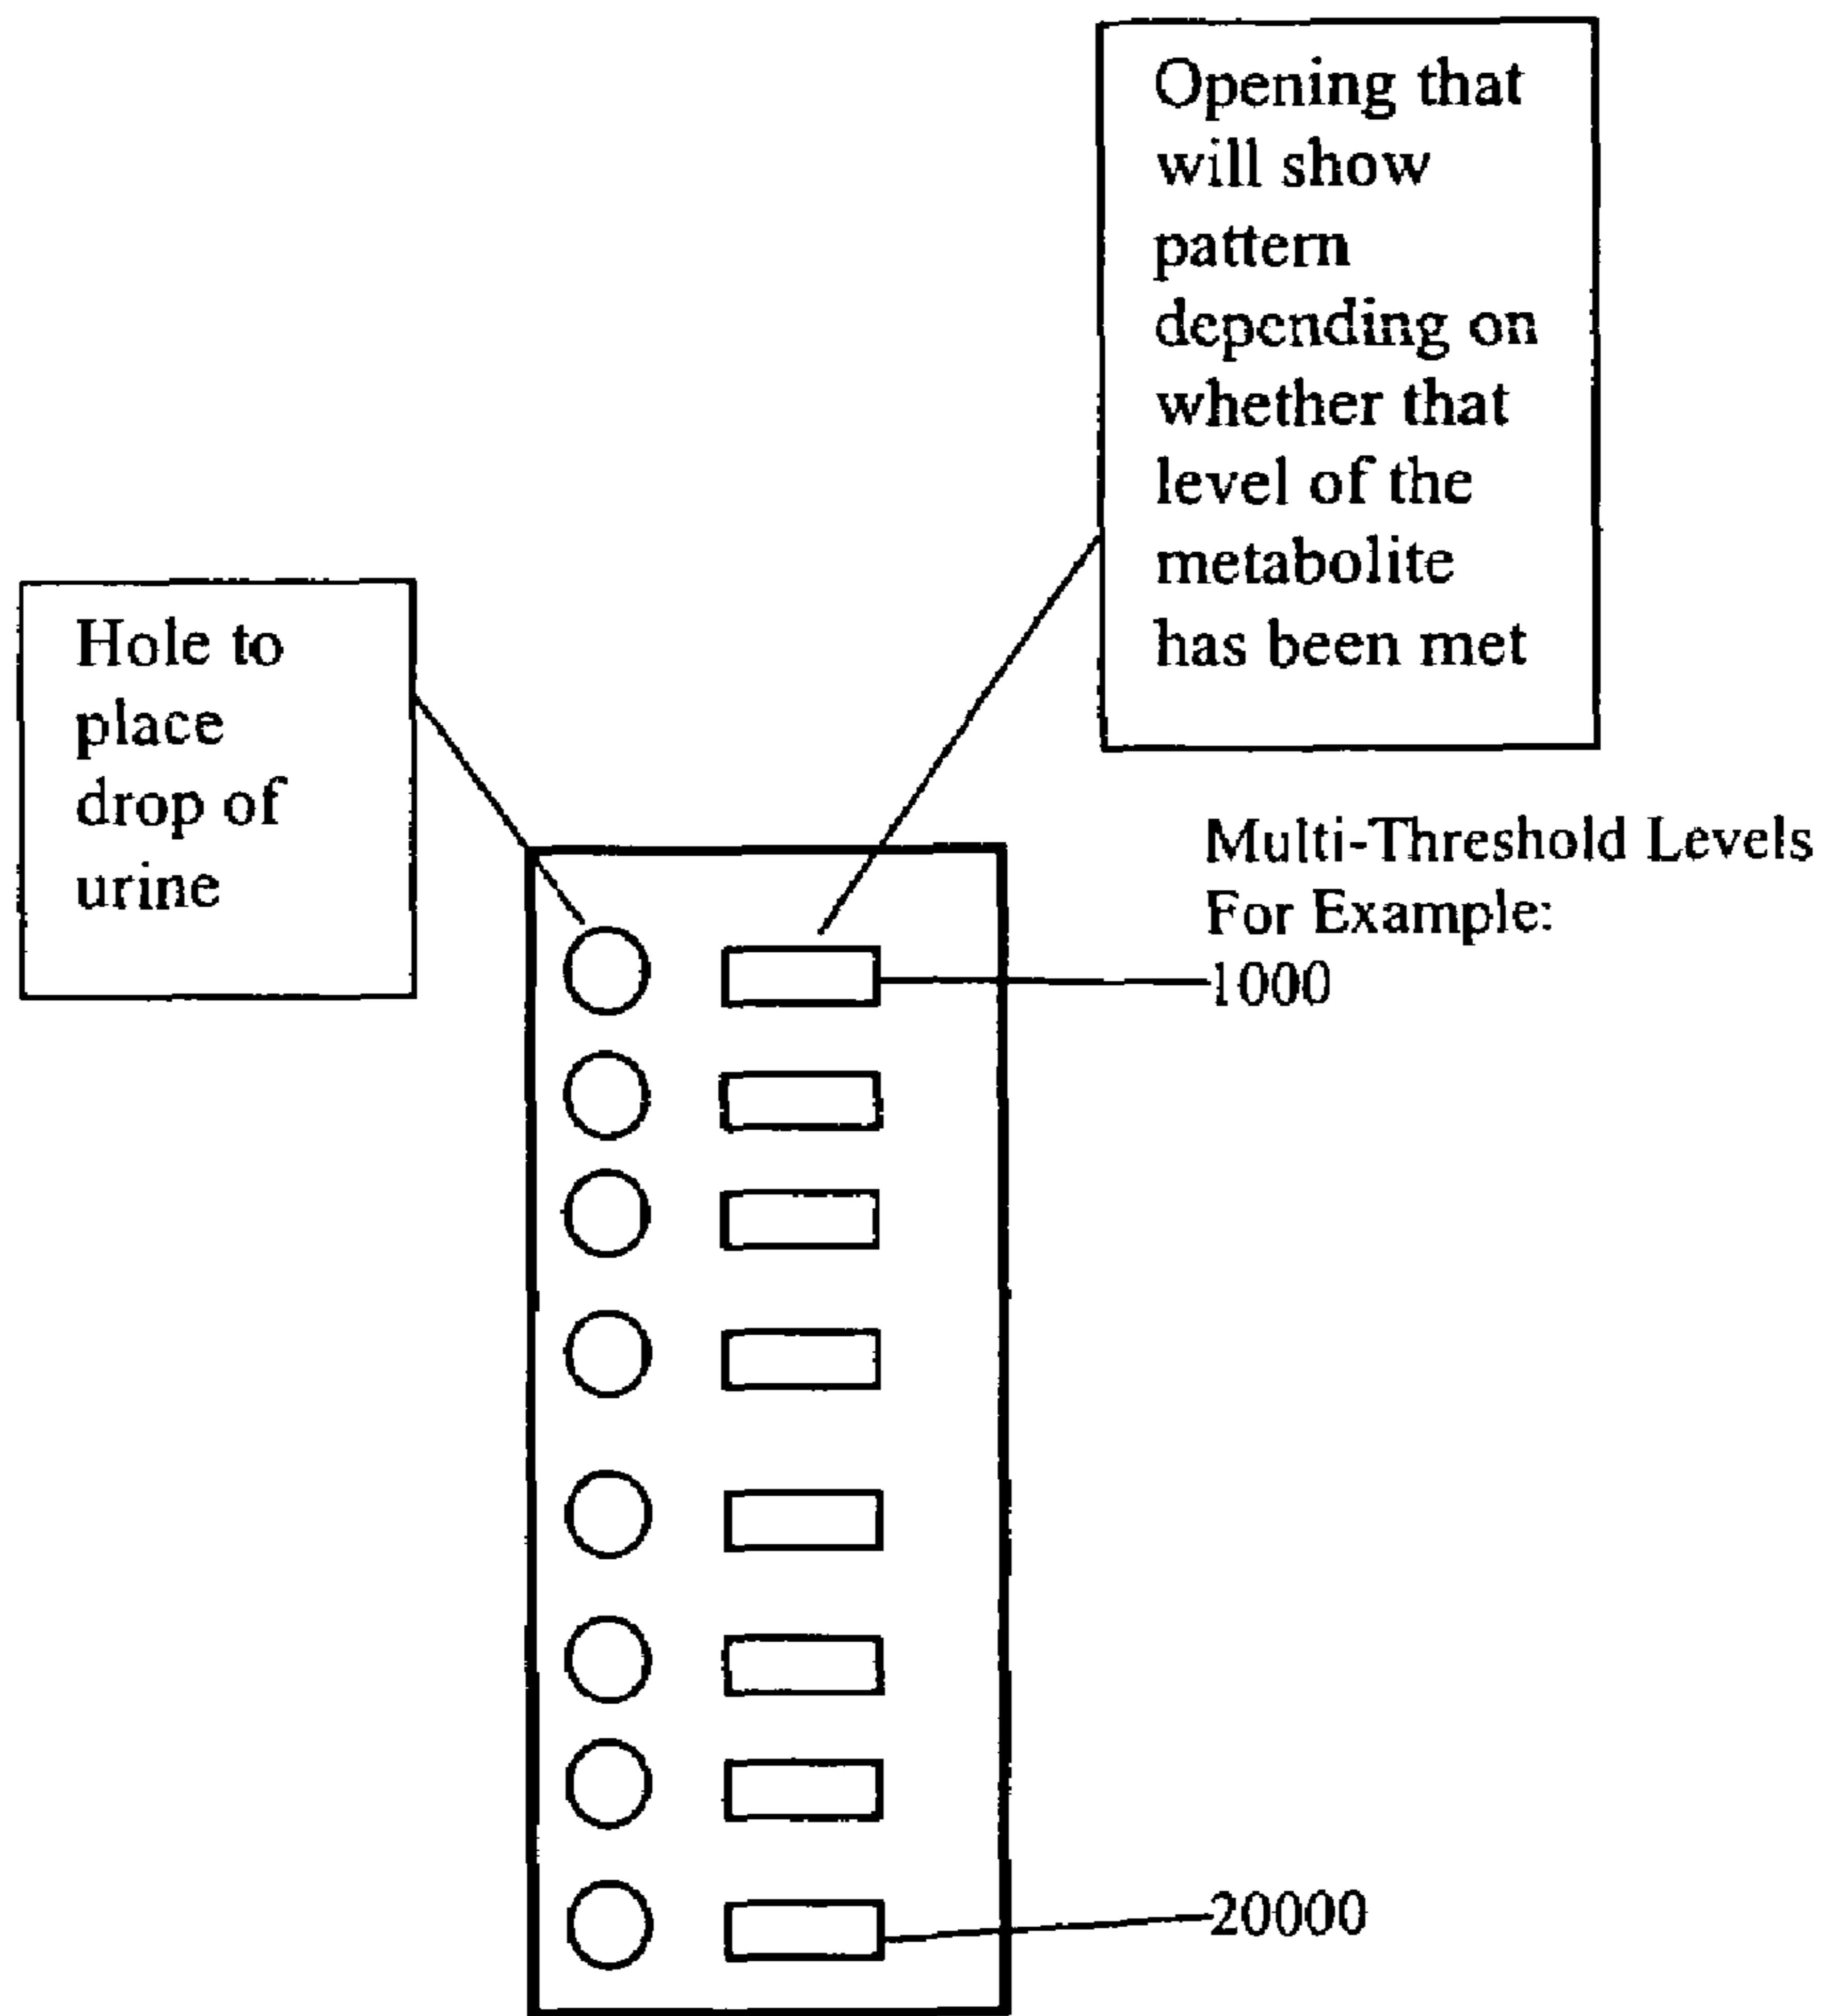 Opening that
will show
pattern
depending on
whether that
level of the
metabolite
has been met
Hole to
place
drop of
urine
Multi-Threshold Levels
For Example:
1000
20000